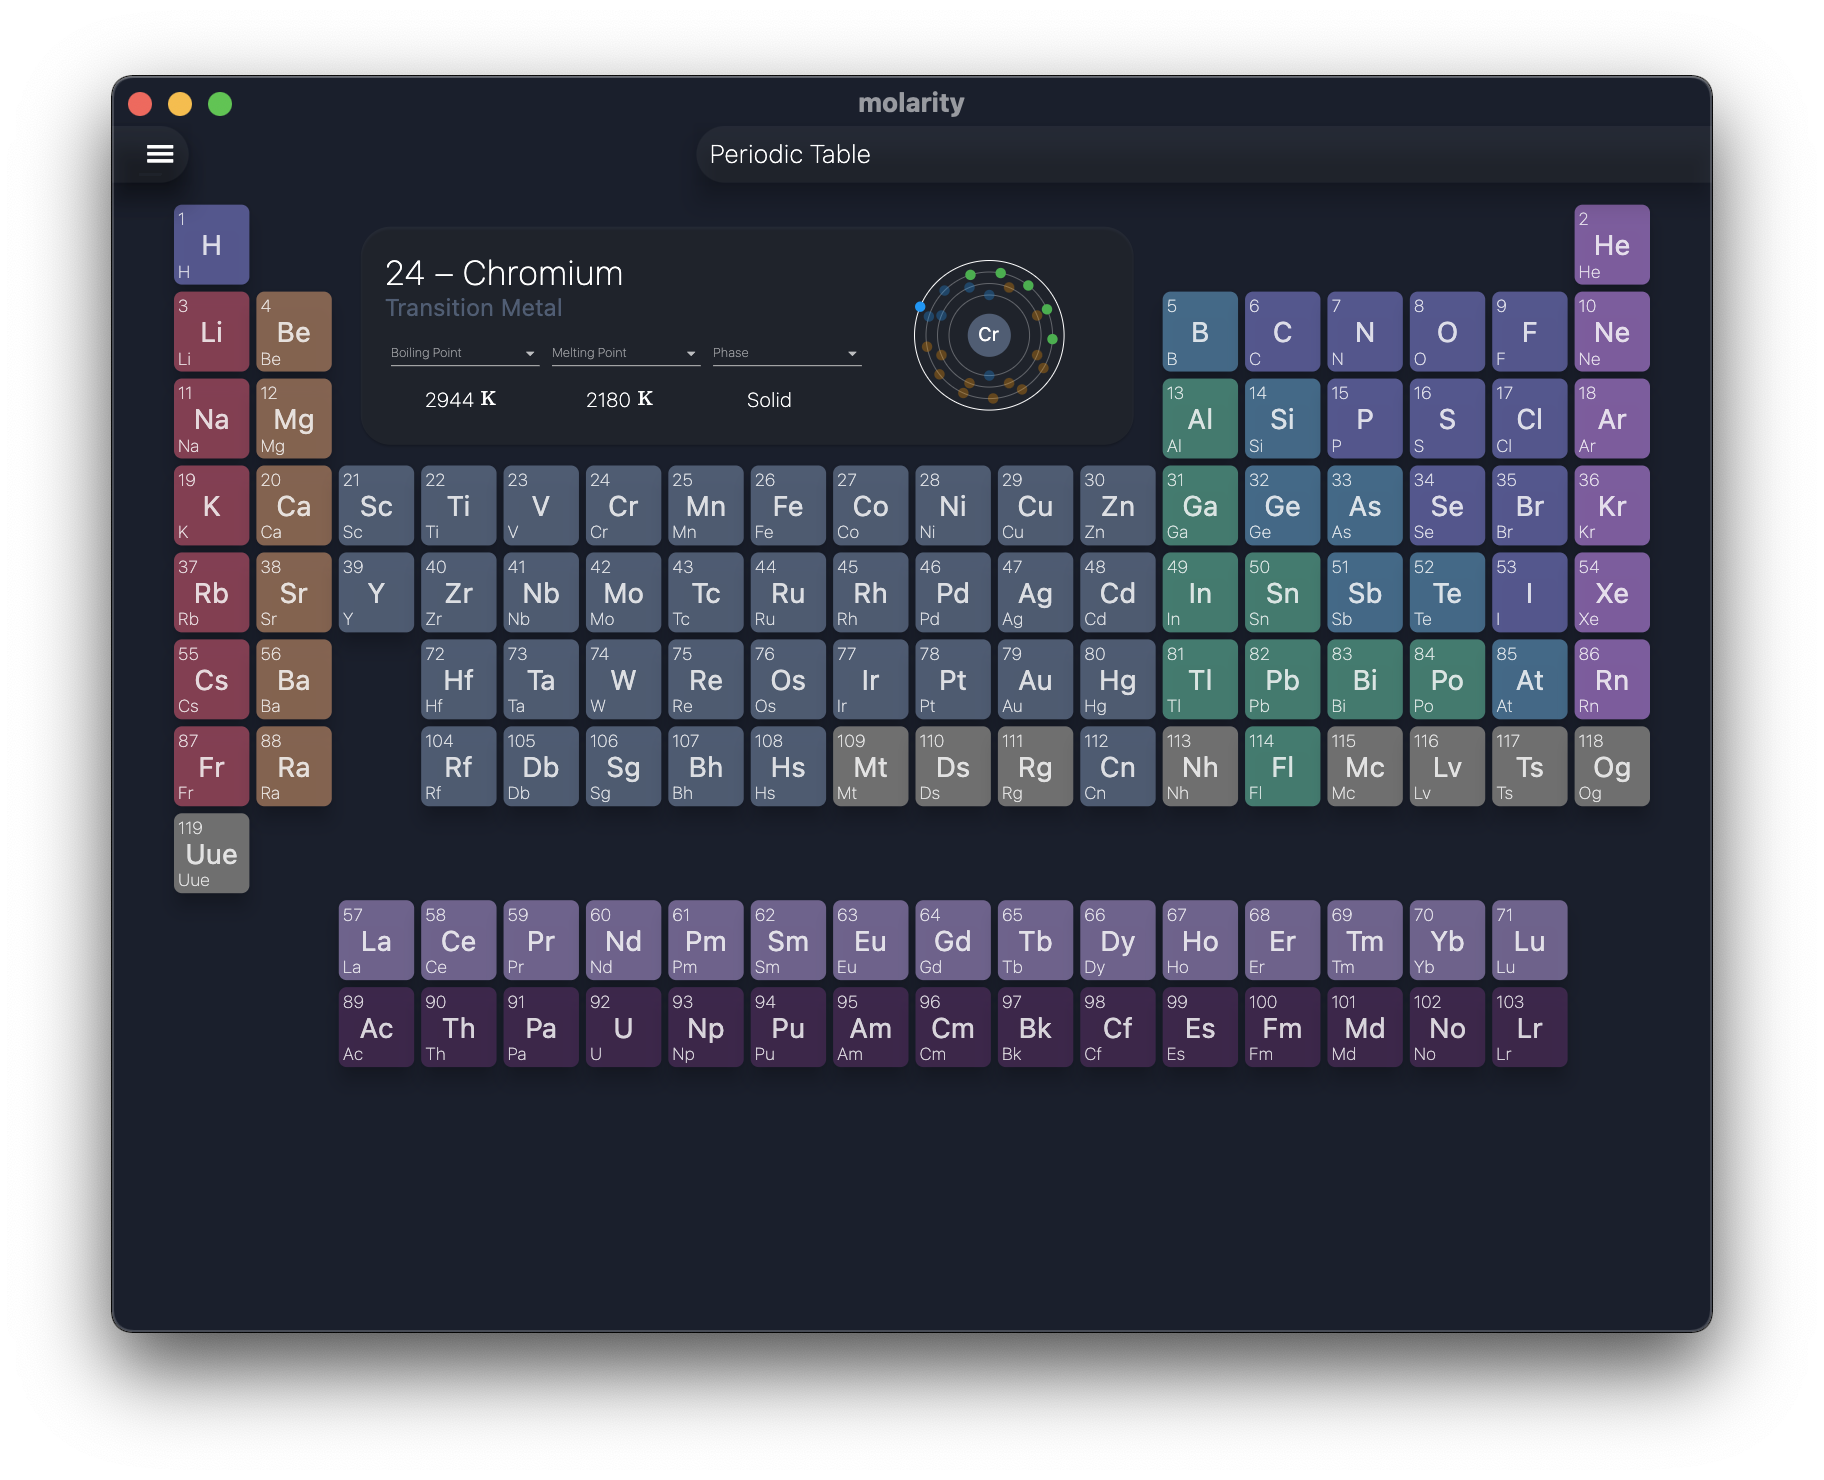 molarity
Periodic Table
1 H H
2 He He
24 – Chromium
Transition Metal
Boiling Point Melting Point Phase
2944 K 2180 K Solid
Cr
3 Li Li
4 Be Be
5 B B
6 C C
7 N N
8 O O
9 F F
10 Ne Ne
11 Na Na
12 Mg Mg
13 Al Al
14 Si Si
15 P P
16 S S
17 Cl Cl
18 Ar Ar
19 K K
20 Ca Ca
21 Sc Sc
22 Ti Ti
23 V V
24 Cr Cr
25 Mn Mn
26 Fe Fe
27 Co Co
28 Ni Ni
29 Cu Cu
30 Zn Zn
31 Ga Ga
32 Ge Ge
33 As As
34 Se Se
35 Br Br
36 Kr Kr
37 Rb Rb
38 Sr Sr
39 Y Y
40 Zr Zr
41 Nb Nb
42 Mo Mo
43 Tc Tc
44 Ru Ru
45 Rh Rh
46 Pd Pd
47 Ag Ag
48 Cd Cd
49 In In
50 Sn Sn
51 Sb Sb
52 Te Te
53 I I
54 Xe Xe
55 Cs Cs
56 Ba Ba
72 Hf Hf
73 Ta Ta
74 W W
75 Re Re
76 Os Os
77 Ir Ir
78 Pt Pt
79 Au Au
80 Hg Hg
81 Tl Tl
82 Pb Pb
83 Bi Bi
84 Po Po
85 At At
86 Rn Rn
87 Fr Fr
88 Ra Ra
104 Rf Rf
105 Db Db
106 Sg Sg
107 Bh Bh
108 Hs Hs
109 Mt Mt
110 Ds Ds
111 Rg Rg
112 Cn Cn
113 Nh Nh
114 Fl Fl
115 Mc Mc
116 Lv Lv
117 Ts Ts
118 Og Og
119 Uue Uue
57 La La
58 Ce Ce
59 Pr Pr
60 Nd Nd
61 Pm Pm
62 Sm Sm
63 Eu Eu
64 Gd Gd
65 Tb Tb
66 Dy Dy
67 Ho Ho
68 Er Er
69 Tm Tm
70 Yb Yb
71 Lu Lu
89 Ac Ac
90 Th Th
91 Pa Pa
92 U U
93 Np Np
94 Pu Pu
95 Am Am
96 Cm Cm
97 Bk Bk
98 Cf Cf
99 Es Es
100 Fm Fm
101 Md Md
102 No No
103 Lr Lr